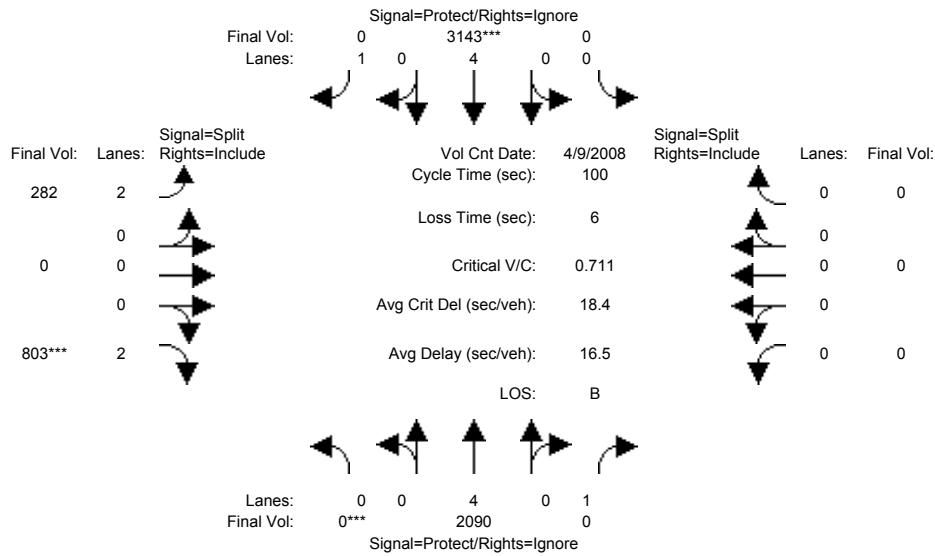 Signal=Protect/Rights=Ignore
Final Vol: 0 3143*** 0
Lanes: 1 0 4 0 0
Signal=Split
Final Vol: Lanes: Rights=Include
Vol Cnt Date: 4/9/2008
Signal=Split
Rights=Include Lanes: Final Vol:
Cycle Time (sec): 100
282 2
0 0
Loss Time (sec): 6
0
0
0 0
Critical V/C: 0.711
0 0
0
Avg Crit Del (sec/veh): 18.4
0
803*** 2
Avg Delay (sec/veh): 16.5
0 0
LOS: B
Lanes: 0 0 4 0 1
Final Vol: 0*** 2090 0
Signal=Protect/Rights=Ignore